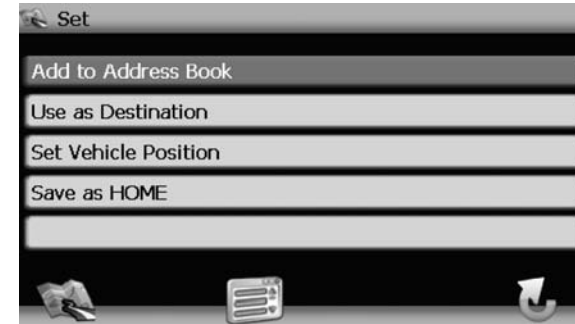 Set
Add to Address Book
Use as Destination
Set Vehicle Position
Save as HOME